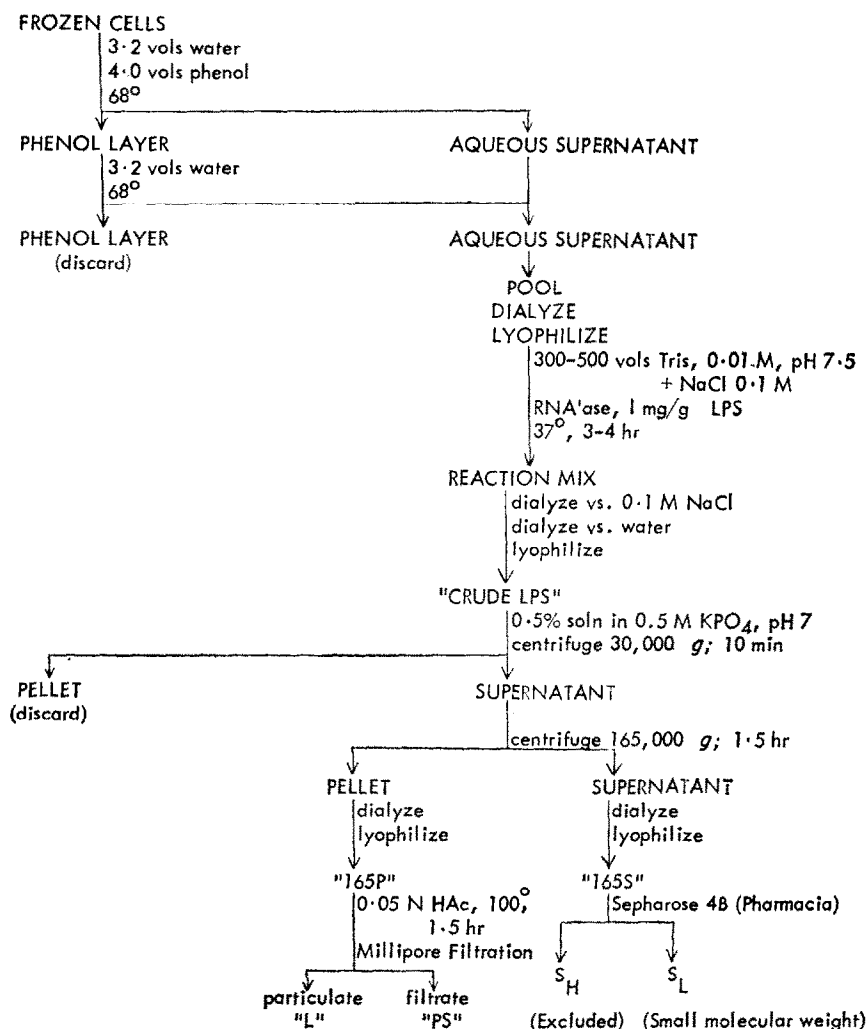 FROZEN CELLS
3·2 vols water
4·0 vols phenol
68°
PHENOL LAYER
AQUEOUS SUPERNATANT
3·2 vols water
68°
PHENOL LAYER
(discard)
AQUEOUS SUPERNATANT
POOL
DIALYZE
LYOPHILIZE
300-500 vols Tris, 0·01 M, pH 7·5
+ NaCl 0·1 M
RNA'ase, 1 mg/g LPS
37°, 3-4 hr
REACTION MIX
dialyze vs. 0·1 M NaCl
dialyze vs. water
lyophilize
"CRUDE LPS"
0·5% soln in 0.5 M KPO4, pH 7
centrifuge 30,000 g; 10 min
PELLET
(discard)
SUPERNATANT
centrifuge 165,000 g; 1·5 hr
PELLET
dialyze
lyophilize
SUPERNATANT
dialyze
lyophilize
"165P"
0·05 N HAc, 100,°
1·5 hr
Millipore Filtration
"165S"
Sepharose 4B (Pharmacia)
particulate
"L"
filtrate
"PS"
SH
(Excluded)
SL
(Small molecular weight)